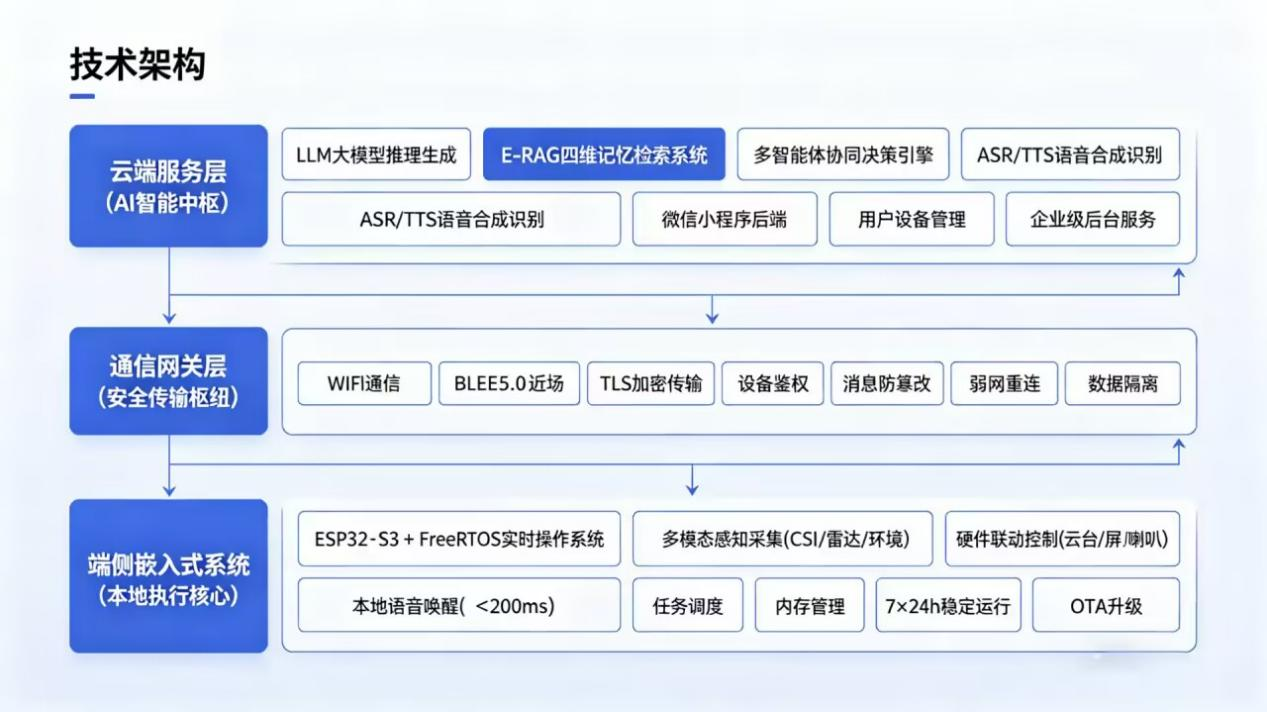 技术架构
云端服务层
(AI智能中枢)
LLM大模型推理生成
E-RAG四维记忆检索系统
多智能体协同决策引擎
ASR/TTS语音合成识别
ASR/TTS语音合成识别
微信小程序后端
用户设备管理
企业级后台服务
通信网关层
(安全传输枢纽)
WIFI通信
BLEE5.0近场
TLS加密传输
设备鉴权
消息防篡改
弱网重连
数据隔离
端侧嵌入式系统
(本地执行核心)
ESP32-S3 + FreeRTOS实时操作系统
多模态感知采集(CSI/雷达/环境)
硬件联动控制(云台/屏/喇叭)
本地语音唤醒( <200ms)
任务调度
内存管理
7×24h稳定运行
OTA升级